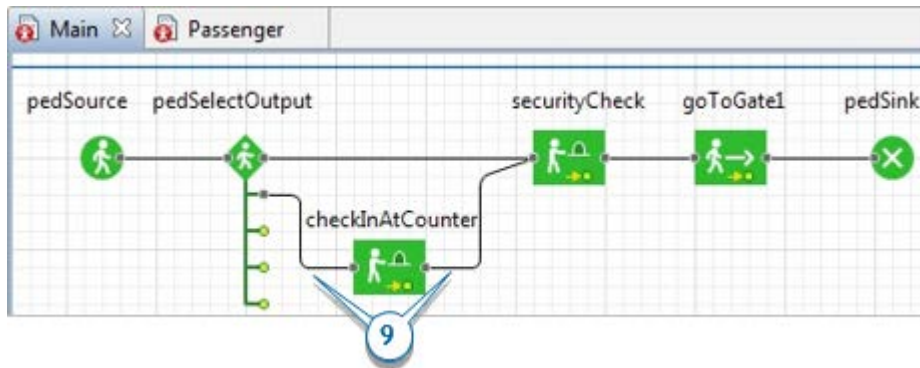 Main Passenger
pedSource pedSelectOutput securityCheck goToGate1 pedSink
checkInAtCounter
9